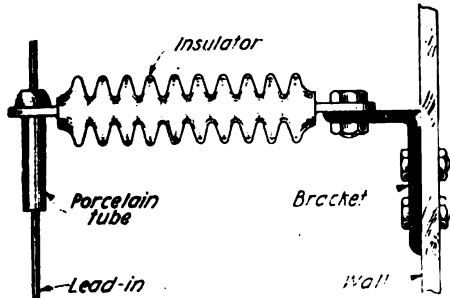 Insulator
Porcelain
tube
Bracket
Lead-in
Wall